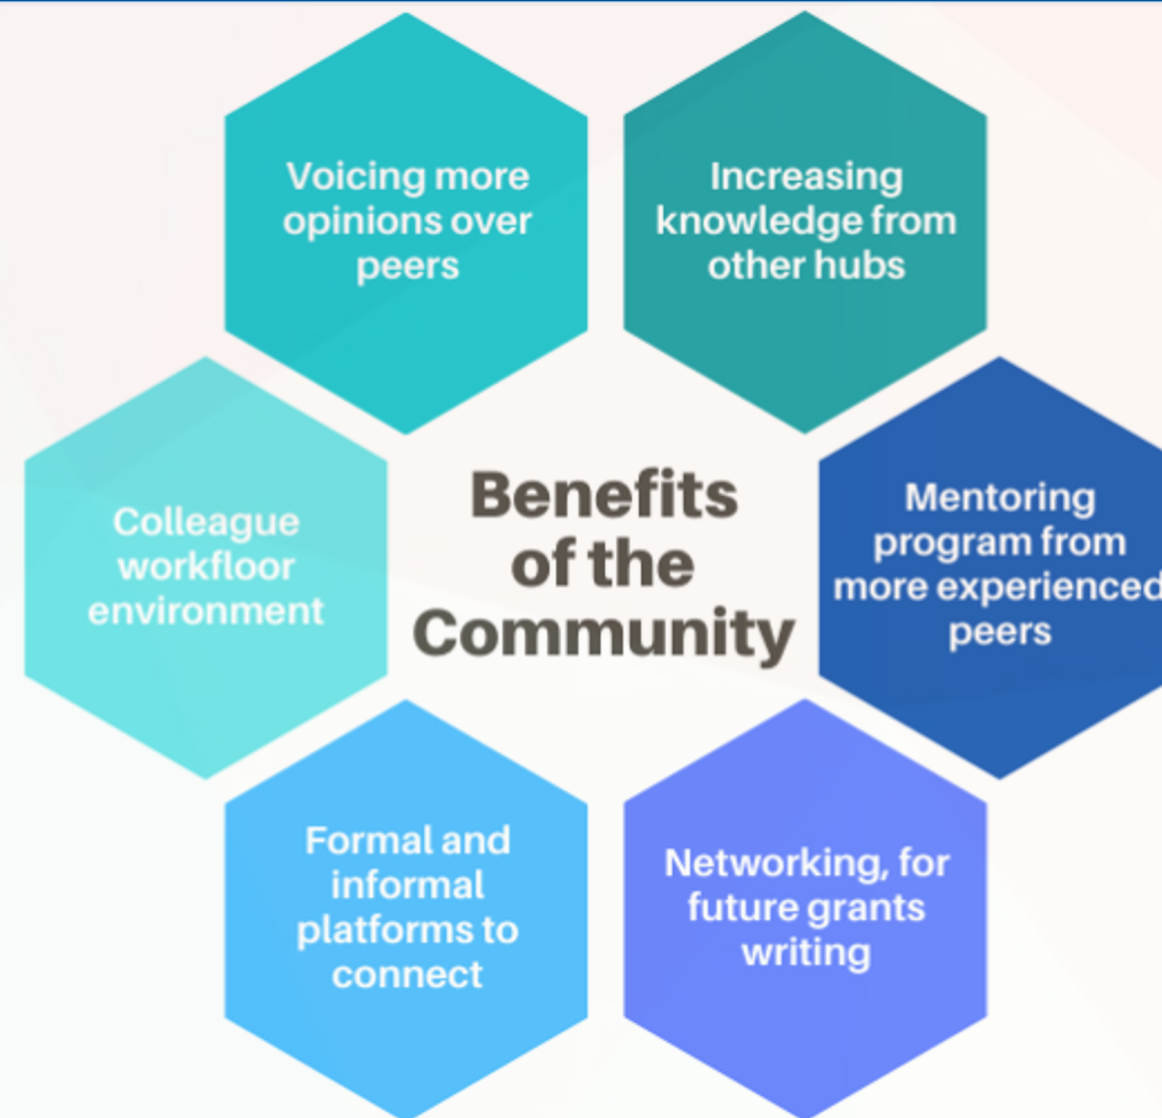 Voicing more
opinions over
peers
Increasing
knowledge from
other hubs
Colleague
workfloor
environment
Benefits
of the
Community
Mentoring
program from
more experienced
peers
Formal and
informal
platforms to
connect
Networking, for
future grants
writing